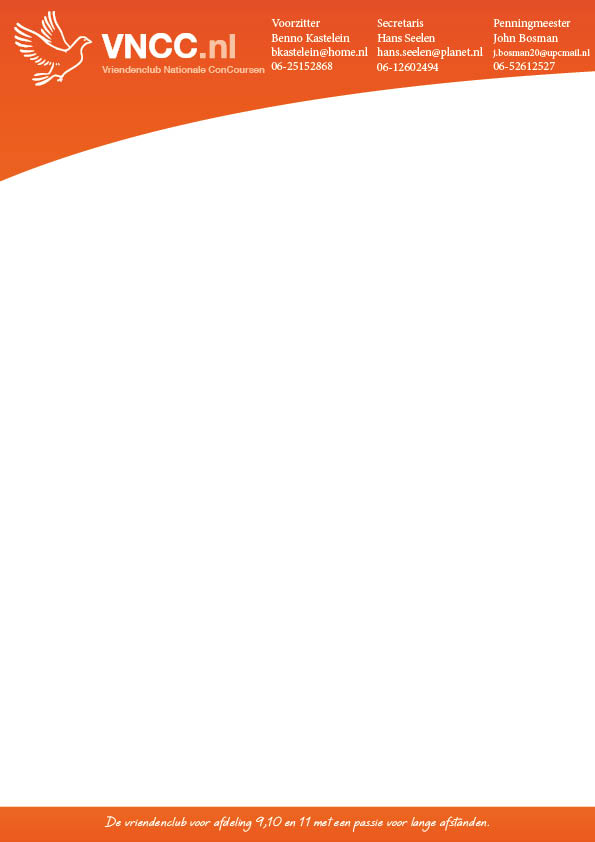 VNCC.nl
Vriendenclub Nationale ConCoursen
Voorzitter
Benno Kastelein
bkastelein@home.nl
06-25152868
Secretaris
Hans Seelen
hans.seelen@planet.nl
06-12602494
Penningmeester
John Bosman
j.bosman20@upcmail.nl
06-52612527
De vriendenclub voor afdeling 9,10 en 11 met een passie voor lange afstanden.